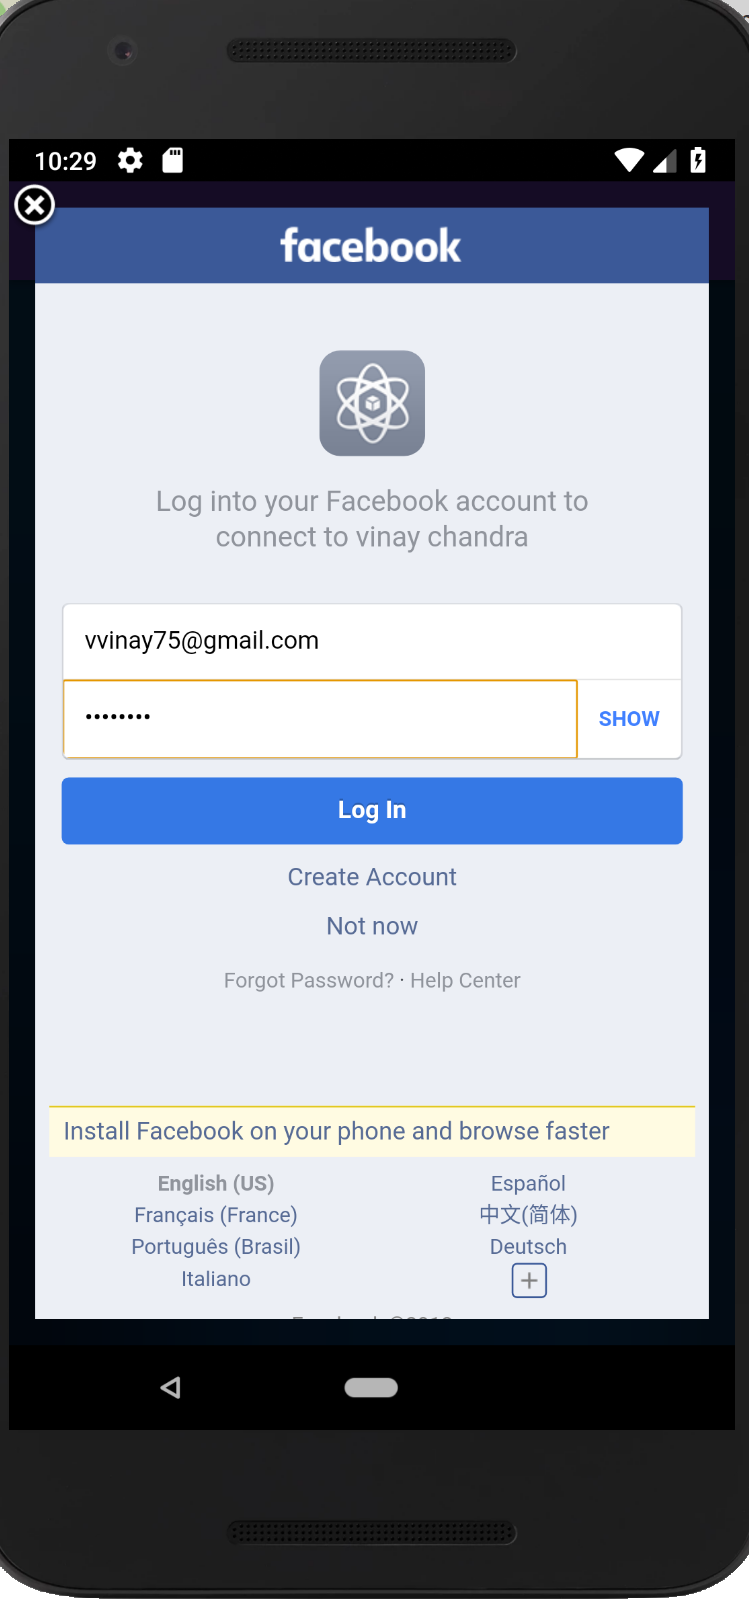 10:29
facebook
Log into your Facebook account to
connect to vinay chandra
vvinay75@gmail.com
••••••••
SHOW
Log In
Create Account
Not now
Forgot Password? · Help Center
Install Facebook on your phone and browse faster
English (US) Español
Français (France) 中文(简体)
Português (Brasil) Deutsch
Italiano